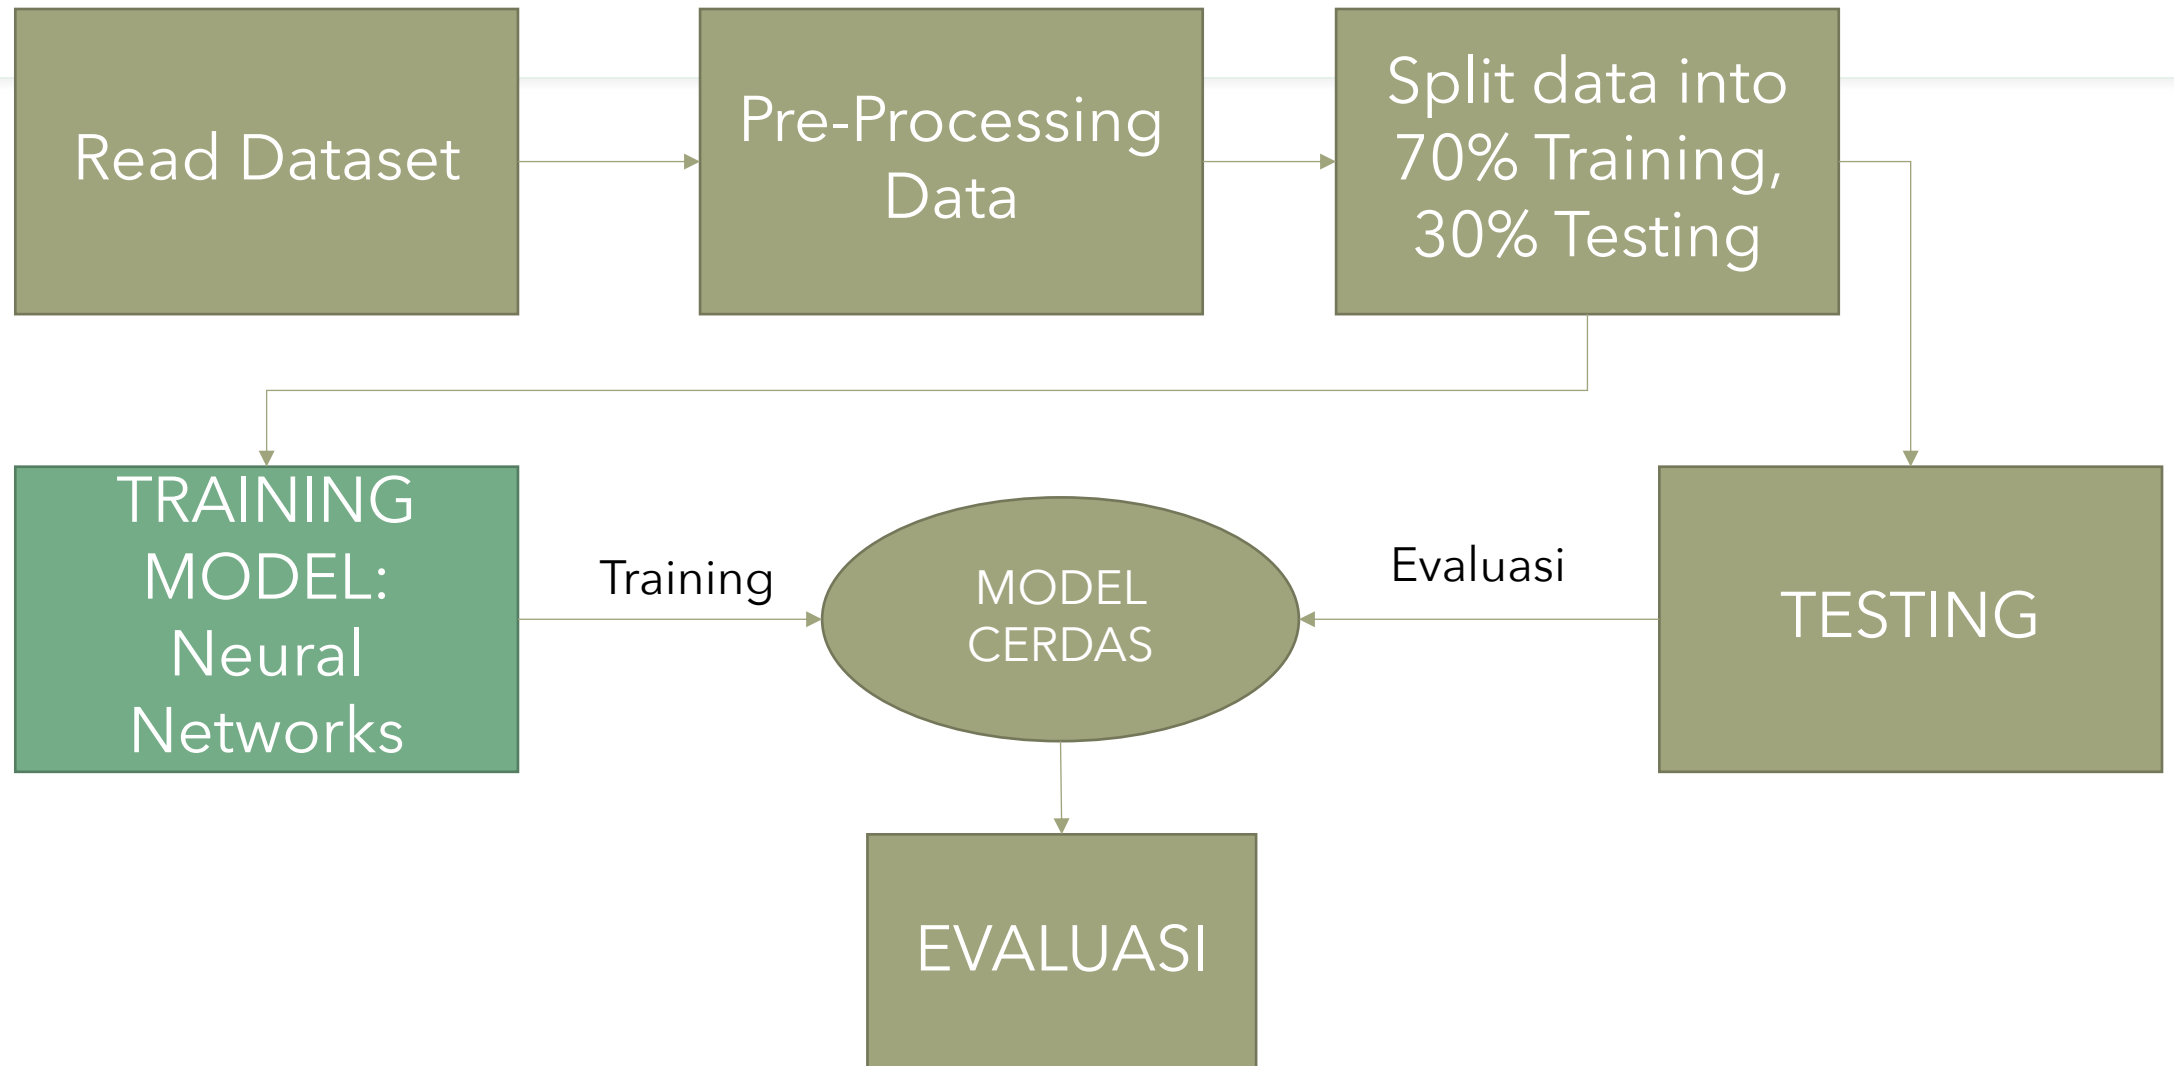 Read Dataset
Pre-Processing
Data
Split data into
70% Training,
30% Testing
TRAINING
MODEL:
Neural
Networks
Training
MODEL
CERDAS
Evaluasi
TESTING
EVALUASI